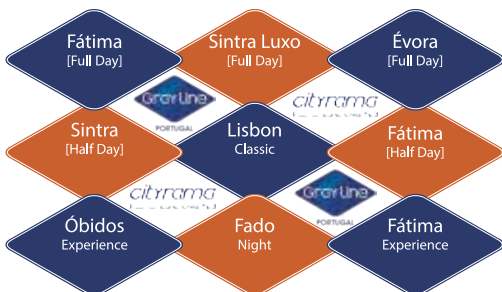 Fátima
[Full Day]
Sintra Luxo
[Full Day]
Évora
[Full Day]
Gray Line
PORTUGAL
cityrama
Sintra
[Half Day]
Lisbon
Classic
Fátima
[Half Day]
cityrama
Gray Line
PORTUGAL
Óbidos
Experience
Fado
Night
Fátima
Experience